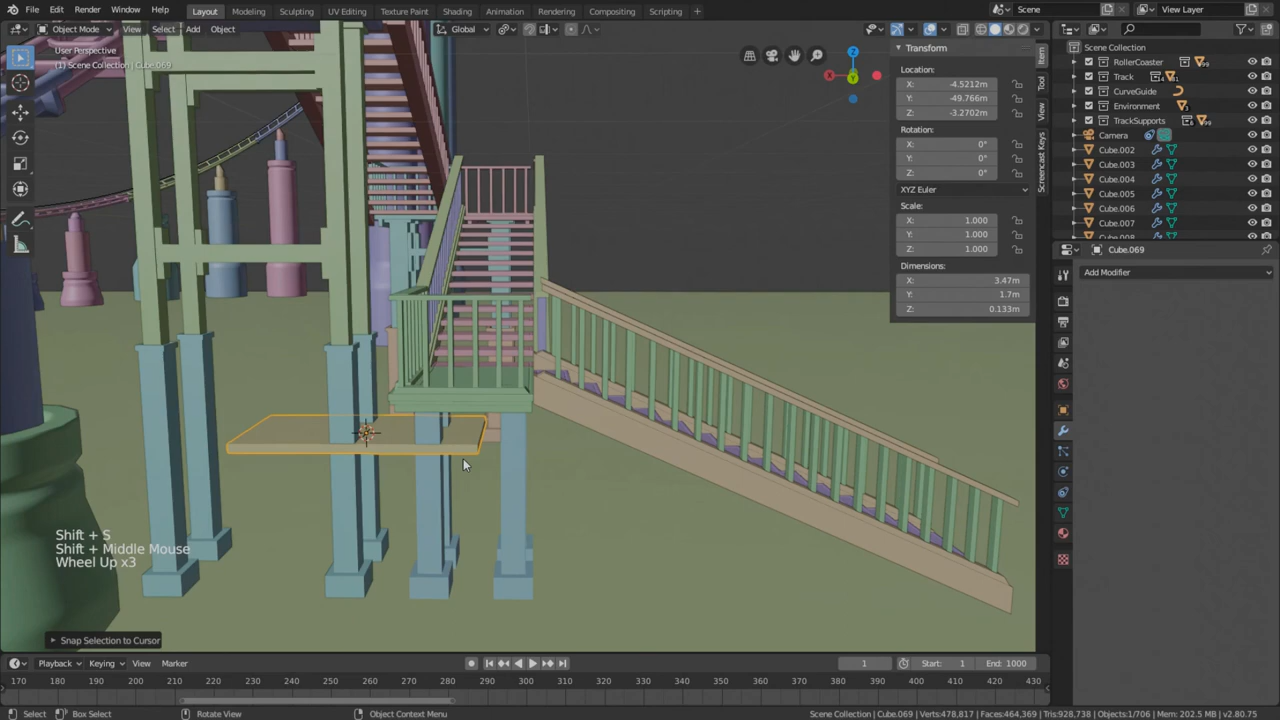 File Edit Render Window Help Layout Modeling Sculpting UV Editing Texture Paint Shading Animation Rendering Compositing Scripting + Scene View Layer
Object Mode View Select Add Object Global
User Perspective
(1) Scene Collection | Cube.069
Transform
Location:
X: -4.5212m
Y: -49.766m
Z: -3.2702m
Rotation:
X: 0°
Y: 0°
Z: 0°
XYZ Euler
Scale:
X: 1.000
Y: 1.000
Z: 1.000
Dimensions:
X: 3.47m
Y: 1.7m
Z: 0.133m
Item
Tool
View
Screencast Keys
Scene Collection
RollerCoaster
Track
CurveGuide
Environment
TrackSupports
Camera
Cube.002
Cube.003
Cube.004
Cube.005
Cube.006
Cube.007
Cube.069
Add Modifier
Shift + S
Shift + Middle Mouse
Wheel Up x3
Snap Selection to Cursor
Playback Keying View Marker 1 Start: 1 End: 1000
170 180 190 200 210 220 230 240 250 260 270 280 290 300 310 320 330 340 350 360 370 380 390 400 410 420 430
Select Box Select Rotate View Object Context Menu Scene Collection | Cube.069 | Verts:478,817 | Faces:464,369 | Tris:928,738 | Objects:1/706 | Mem: 202.5 MB | v2.80.75